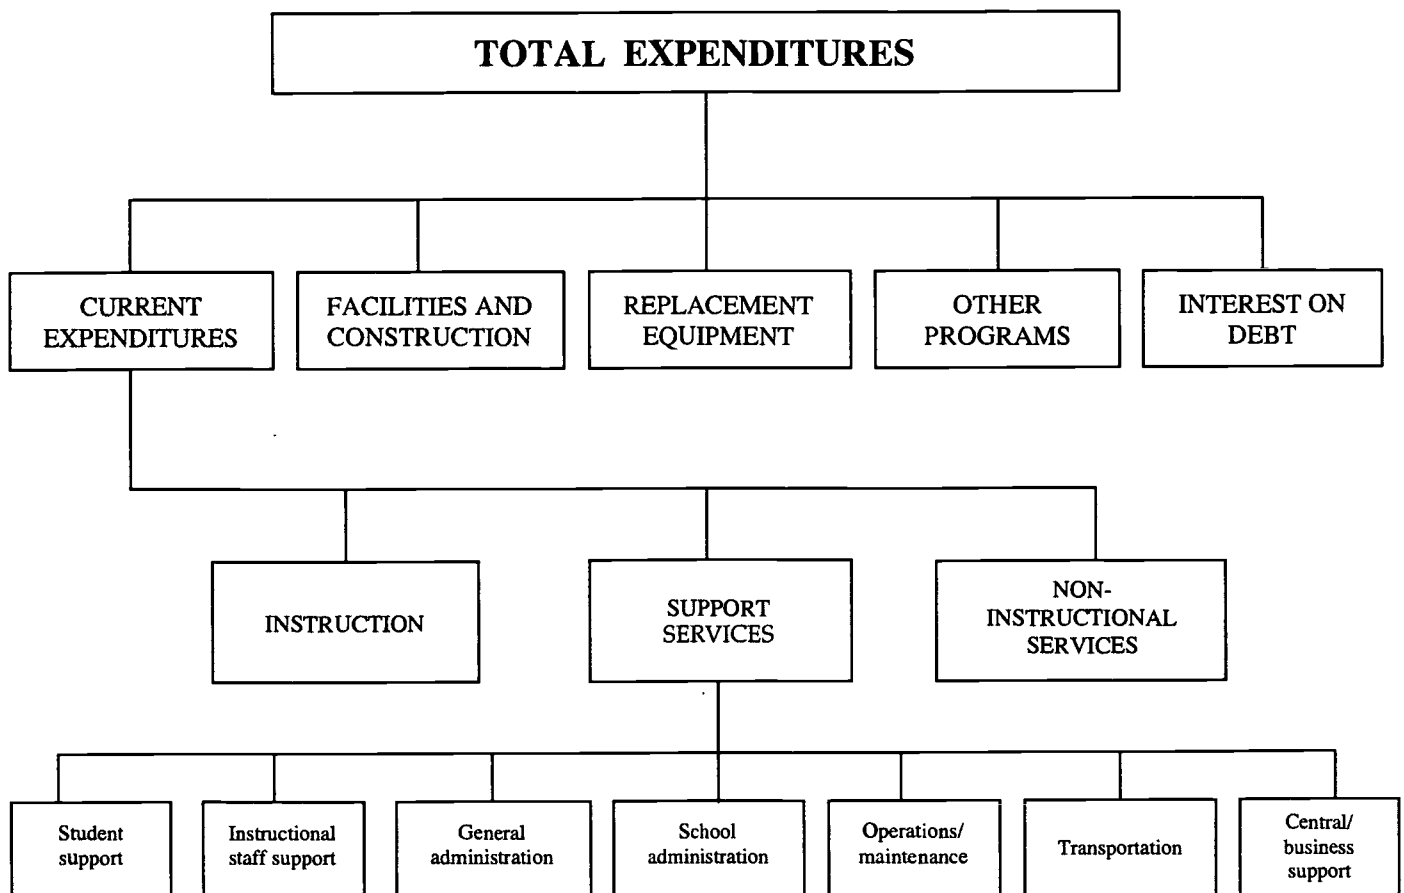 TOTAL EXPENDITURES
CURRENT
EXPENDITURES
FACILITIES AND
CONSTRUCTION
REPLACEMENT
EQUIPMENT
OTHER
PROGRAMS
INTEREST ON
DEBT
INSTRUCTION
SUPPORT
SERVICES
NON-
INSTRUCTIONAL
SERVICES
Student
support
Instructional
staff support
General
administration
School
administration
Operations/
maintenance
Transportation
Central/
business
support